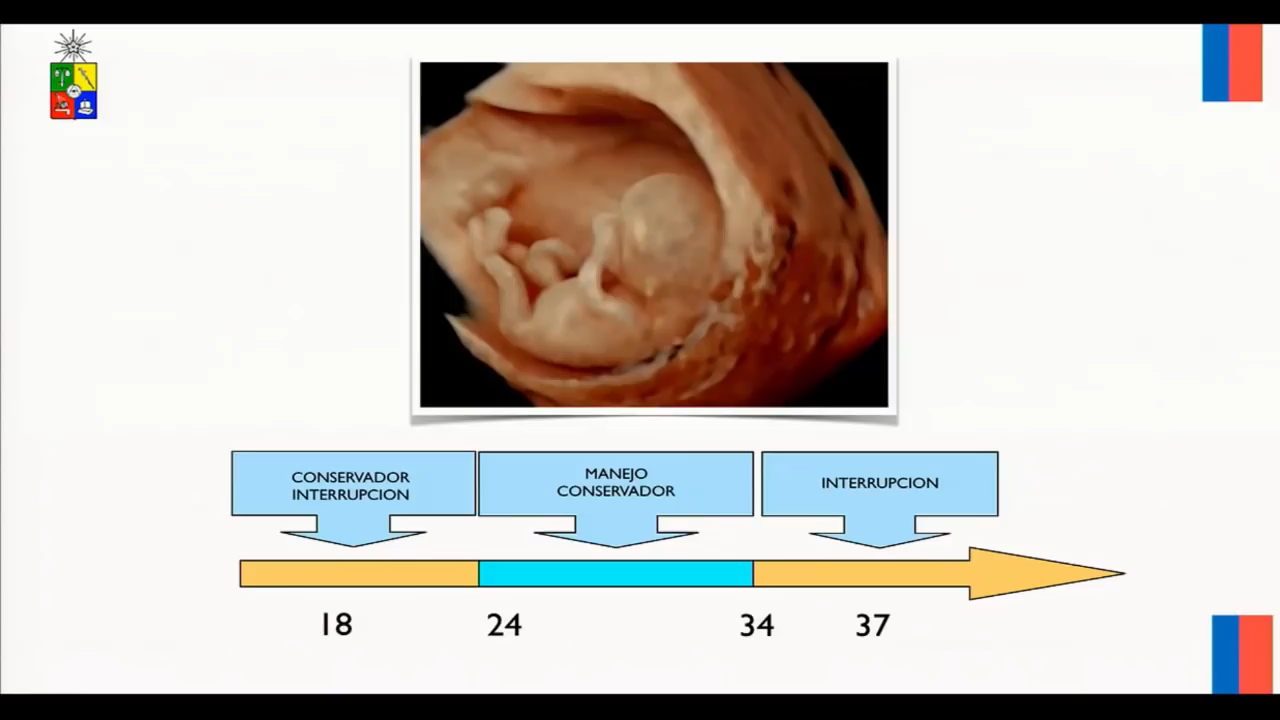 CONSERVADOR
INTERRUPCION
MANEJO
CONSERVADOR
INTERRUPCION
18
24
34
37